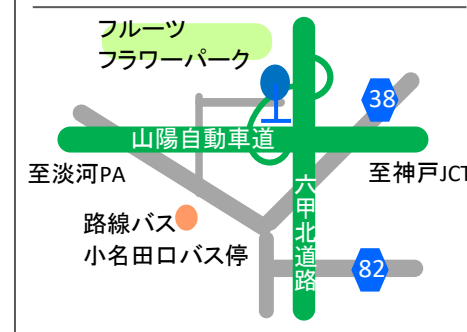 フルーツ
フラワーパーク
38
山陽自動車道
至淡河PA
至神戸JCT
六甲北道路
路線バス
小名田口バス停
82